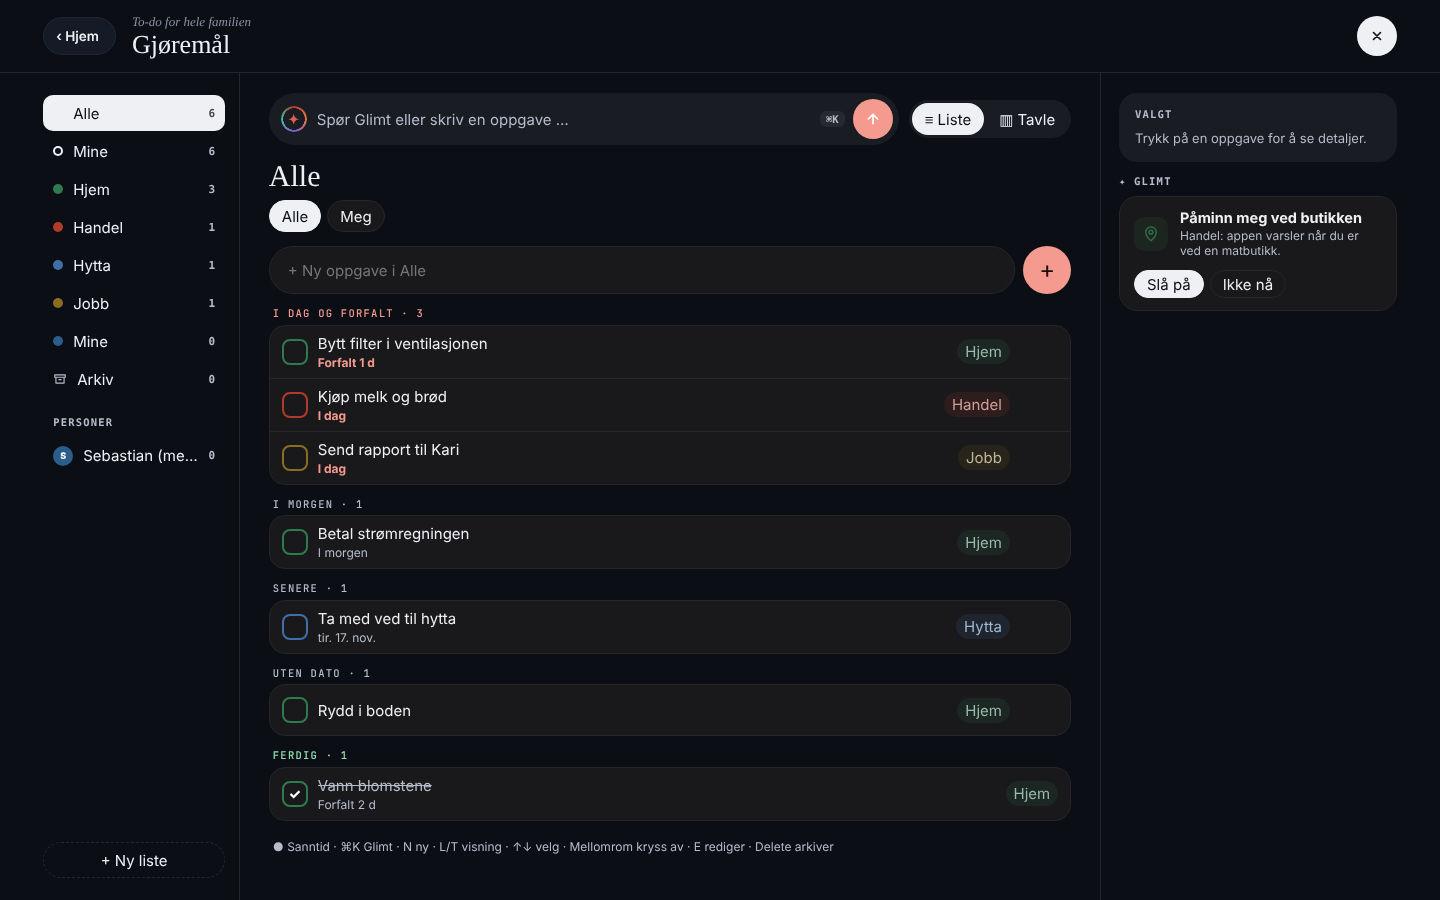 ‹ Hjem
To-do for hele familien
Gjøremål
×
Alle 6
Mine 6
Hjem 3
Handel 1
Hytta 1
Jobb 1
Mine 0
Arkiv 0
PERSONER
S Sebastian (me... 0
+ Ny liste
Spør Glimt eller skriv en oppgave ...
⌘K
≡ Liste
▥ Tavle
Alle
Alle
Meg
+ Ny oppgave i Alle
+
I DAG OG FORFALT · 3
Bytt filter i ventilasjonen
Forfalt 1 d
Hjem
Kjøp melk og brød
I dag
Handel
Send rapport til Kari
I dag
Jobb
I MORGEN · 1
Betal strømregningen
I morgen
Hjem
SENERE · 1
Ta med ved til hytta
tir. 17. nov.
Hytta
UTEN DATO · 1
Rydd i boden
Hjem
FERDIG · 1
Vann blomstene
Forfalt 2 d
Hjem
● Sanntid · ⌘K Glimt · N ny · L/T visning · ↑↓ velg · Mellomrom kryss av · E rediger · Delete arkiver
VALGT
Trykk på en oppgave for å se detaljer.
✦ GLIMT
Påminn meg ved butikken
Handel: appen varsler når du er
ved en matbutikk.
Slå på
Ikke nå